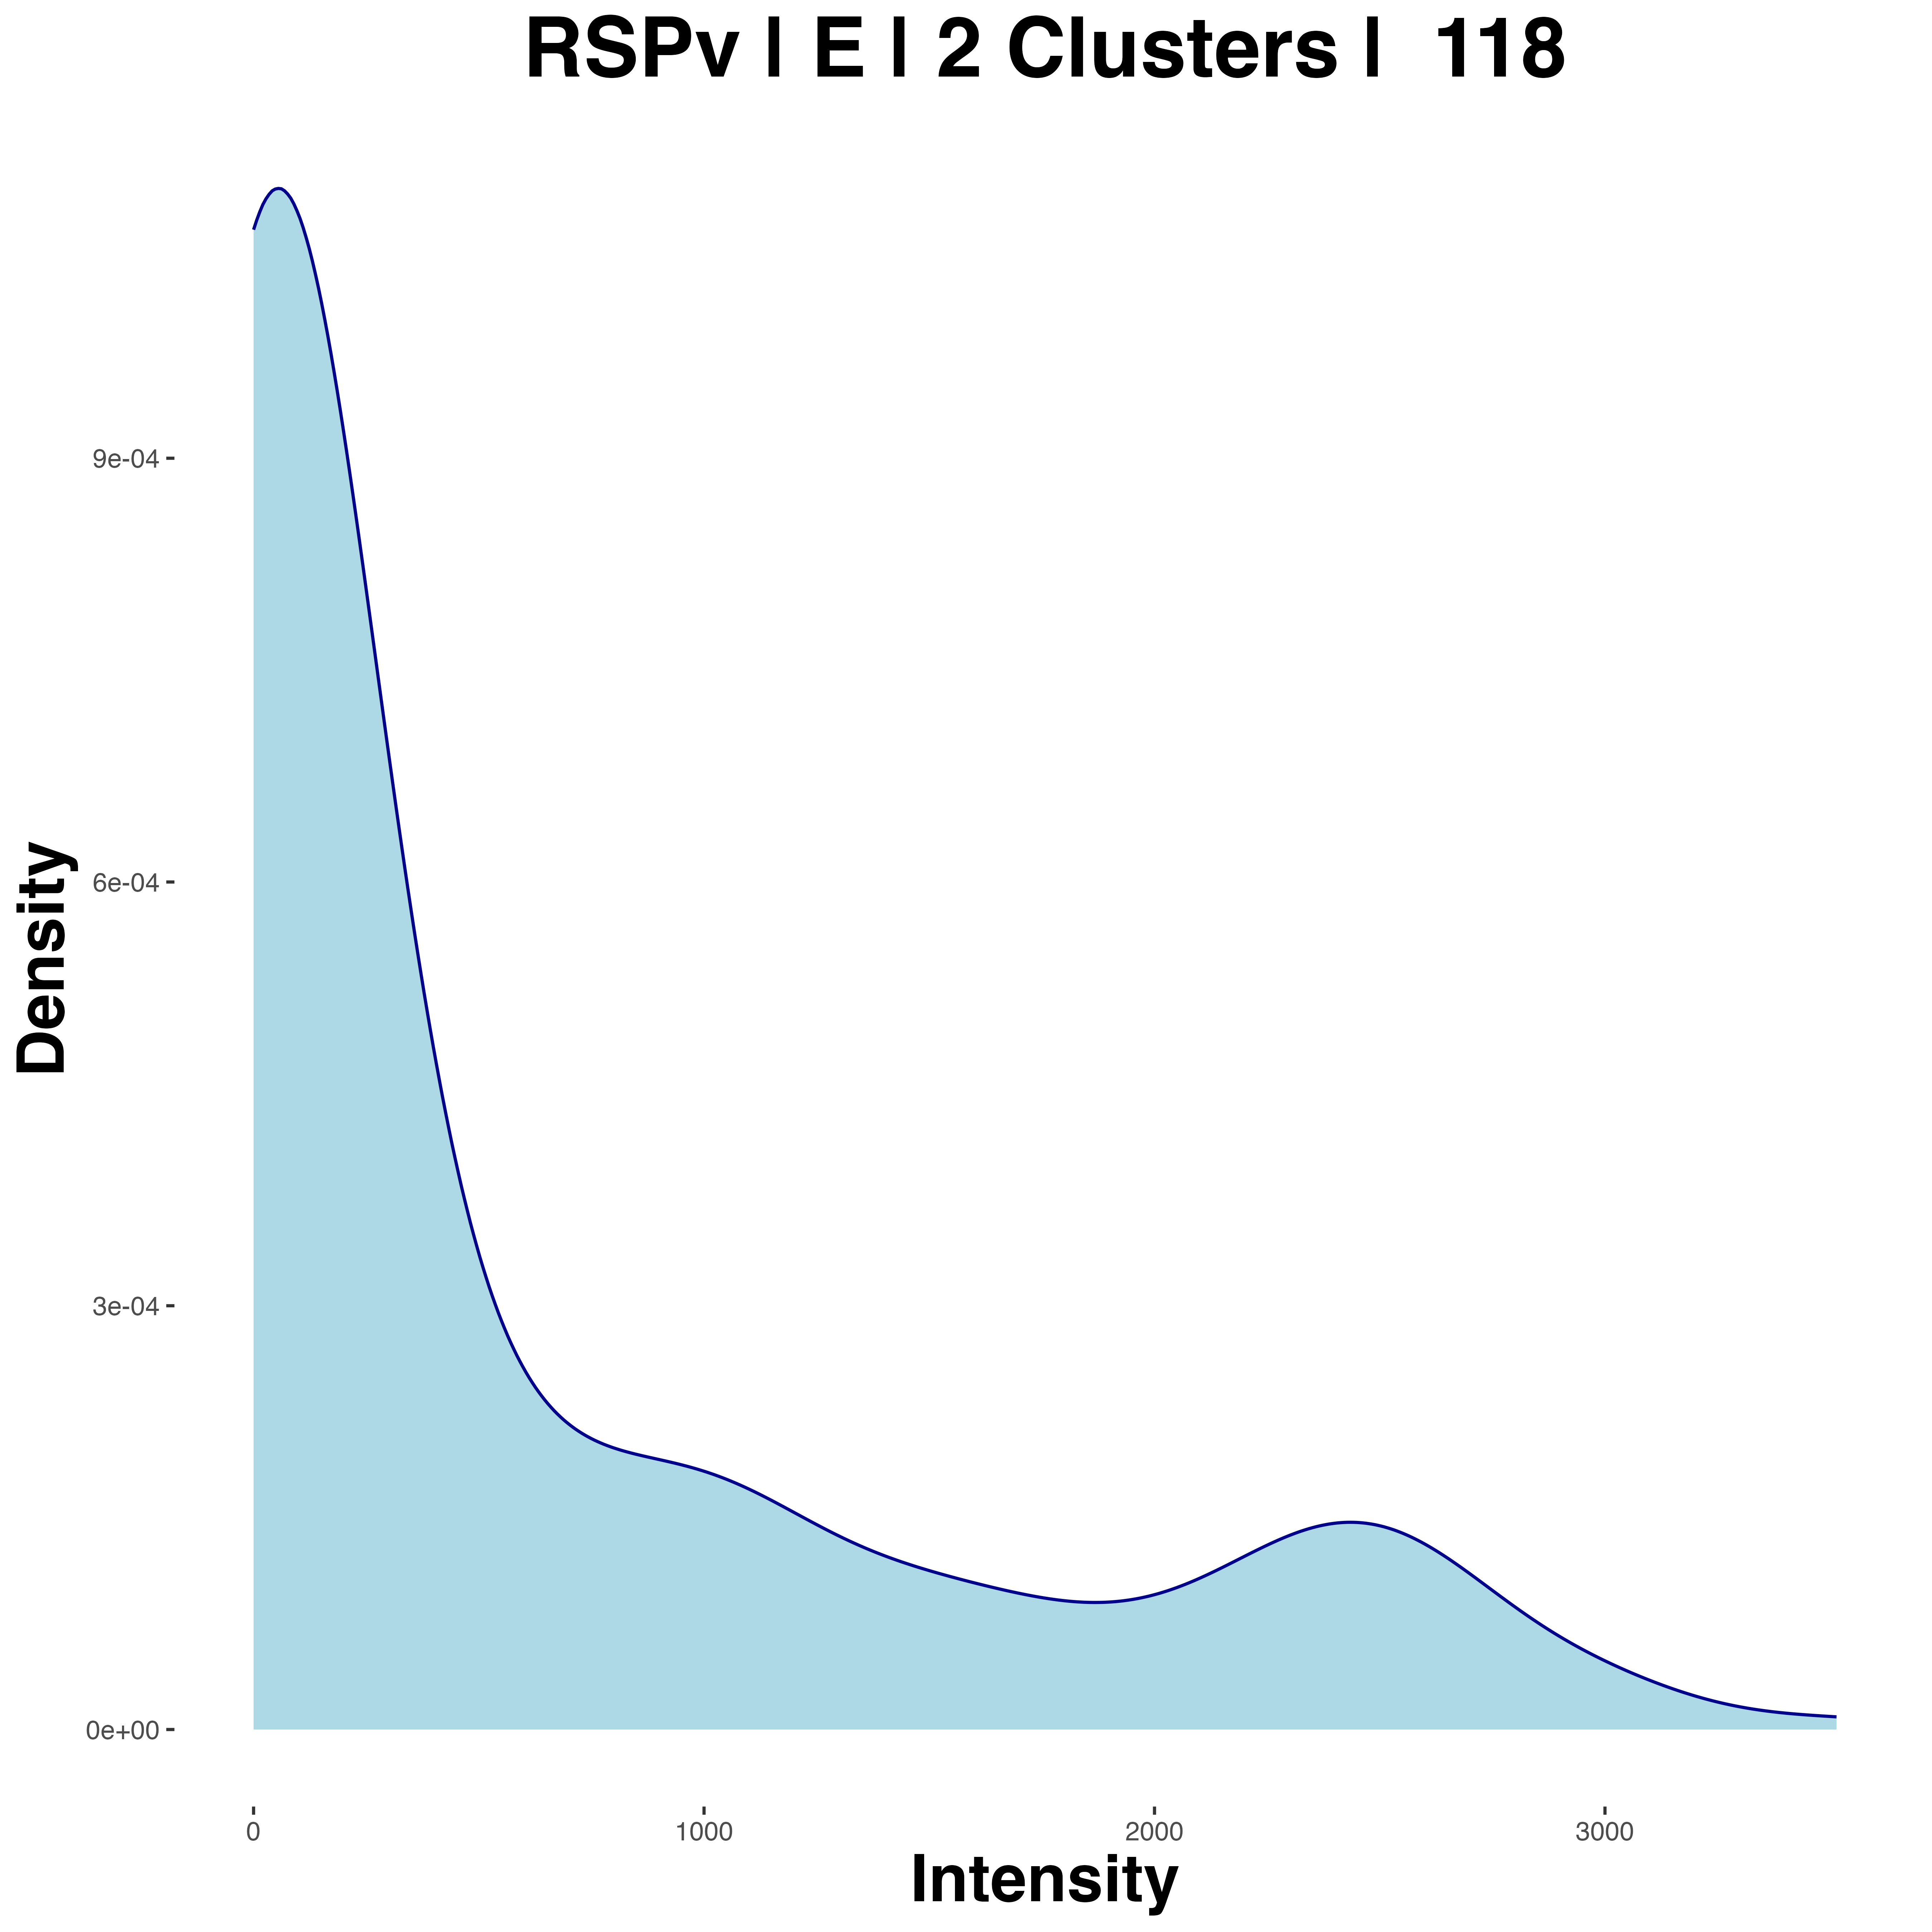 RSPv | E | 2 Clusters | 118
Density
9e-04
6e-04
3e-04
0e+00
0 1000 2000 3000
Intensity